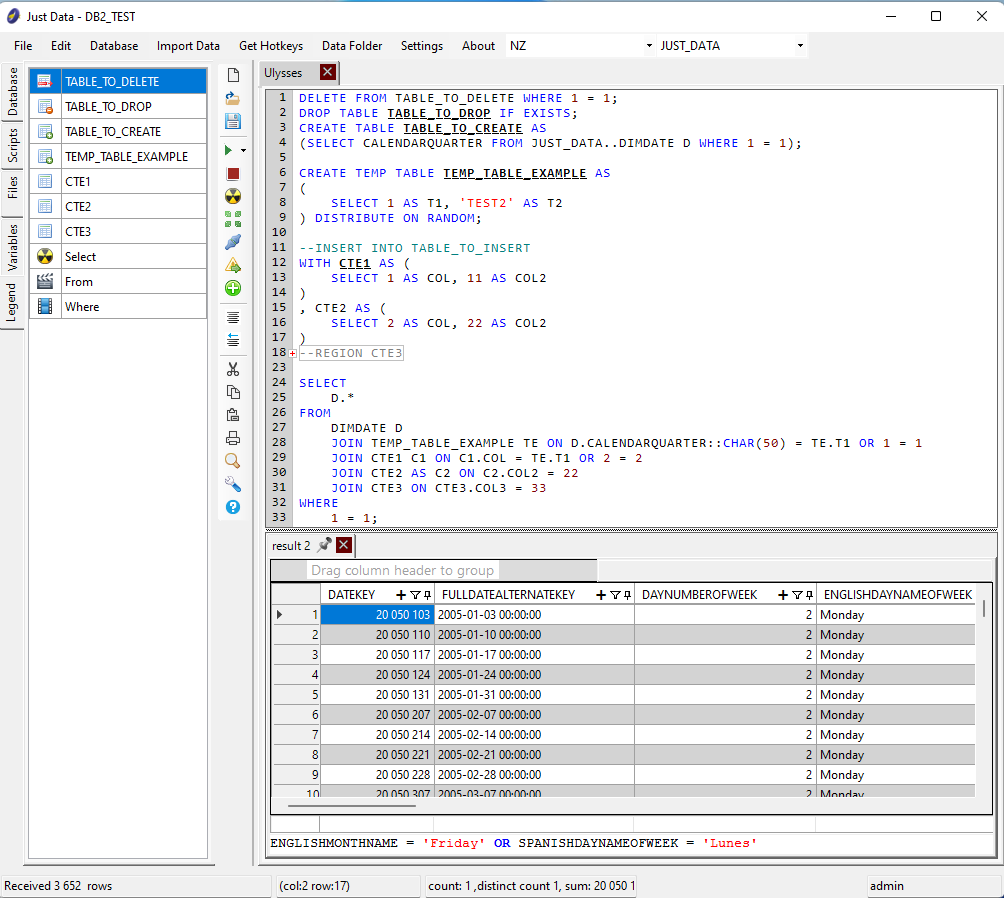 Just Data - DB2_TEST
File Edit Database Import Data Get Hotkeys Data Folder Settings About NZ JUST_DATA
Database
Scripts
Files
Variables
Legend
TABLE_TO_DELETE
TABLE_TO_DROP
TABLE_TO_CREATE
TEMP_TABLE_EXAMPLE
CTE1
CTE2
CTE3
Select
From
Where
Ulysses
1 DELETE FROM TABLE_TO_DELETE WHERE 1 = 1;
2 DROP TABLE TABLE_TO_DROP IF EXISTS;
3 CREATE TABLE TABLE_TO_CREATE AS
4 (SELECT CALENDARQUARTER FROM JUST_DATA..DIMDATE D WHERE 1 = 1);
5
6 CREATE TEMP TABLE TEMP_TABLE_EXAMPLE AS
7 (
8 SELECT 1 AS T1, 'TEST2' AS T2
9 ) DISTRIBUTE ON RANDOM;
10
11 --INSERT INTO TABLE_TO_INSERT
12 WITH CTE1 AS (
13 SELECT 1 AS COL, 11 AS COL2
14 )
15 , CTE2 AS (
16 SELECT 2 AS COL, 22 AS COL2
17 )
18 --REGION CTE3
23
24 SELECT
25 D.*
26 FROM
27 DIMDATE D
28 JOIN TEMP_TABLE_EXAMPLE TE ON D.CALENDARQUARTER::CHAR(50) = TE.T1 OR 1 = 1
29 JOIN CTE1 C1 ON C1.COL = TE.T1 OR 2 = 2
30 JOIN CTE2 AS C2 ON C2.COL2 = 22
31 JOIN CTE3 ON CTE3.COL3 = 33
32 WHERE
33 1 = 1;
result 2
Drag column header to group
DATEKEY FULLDATEALTERNATEKEY DAYNUMBEROFWEEK ENGLISHDAYNAMEOFWEEK
1 20 050 103 2005-01-03 00:00:00 2 Monday
2 20 050 110 2005-01-10 00:00:00 2 Monday
3 20 050 117 2005-01-17 00:00:00 2 Monday
4 20 050 124 2005-01-24 00:00:00 2 Monday
5 20 050 131 2005-01-31 00:00:00 2 Monday
6 20 050 207 2005-02-07 00:00:00 2 Monday
7 20 050 214 2005-02-14 00:00:00 2 Monday
8 20 050 221 2005-02-21 00:00:00 2 Monday
9 20 050 228 2005-02-28 00:00:00 2 Monday
10 20 050 307 2005-03-07 00:00:00 2 Monday
ENGLISHMONTHNAME = 'Friday' OR SPANISHDAYNAMEOFWEEK = 'Lunes'
Received 3 652 rows (col:2 row:17) count: 1 ,distinct count 1, sum: 20 050 1 admin